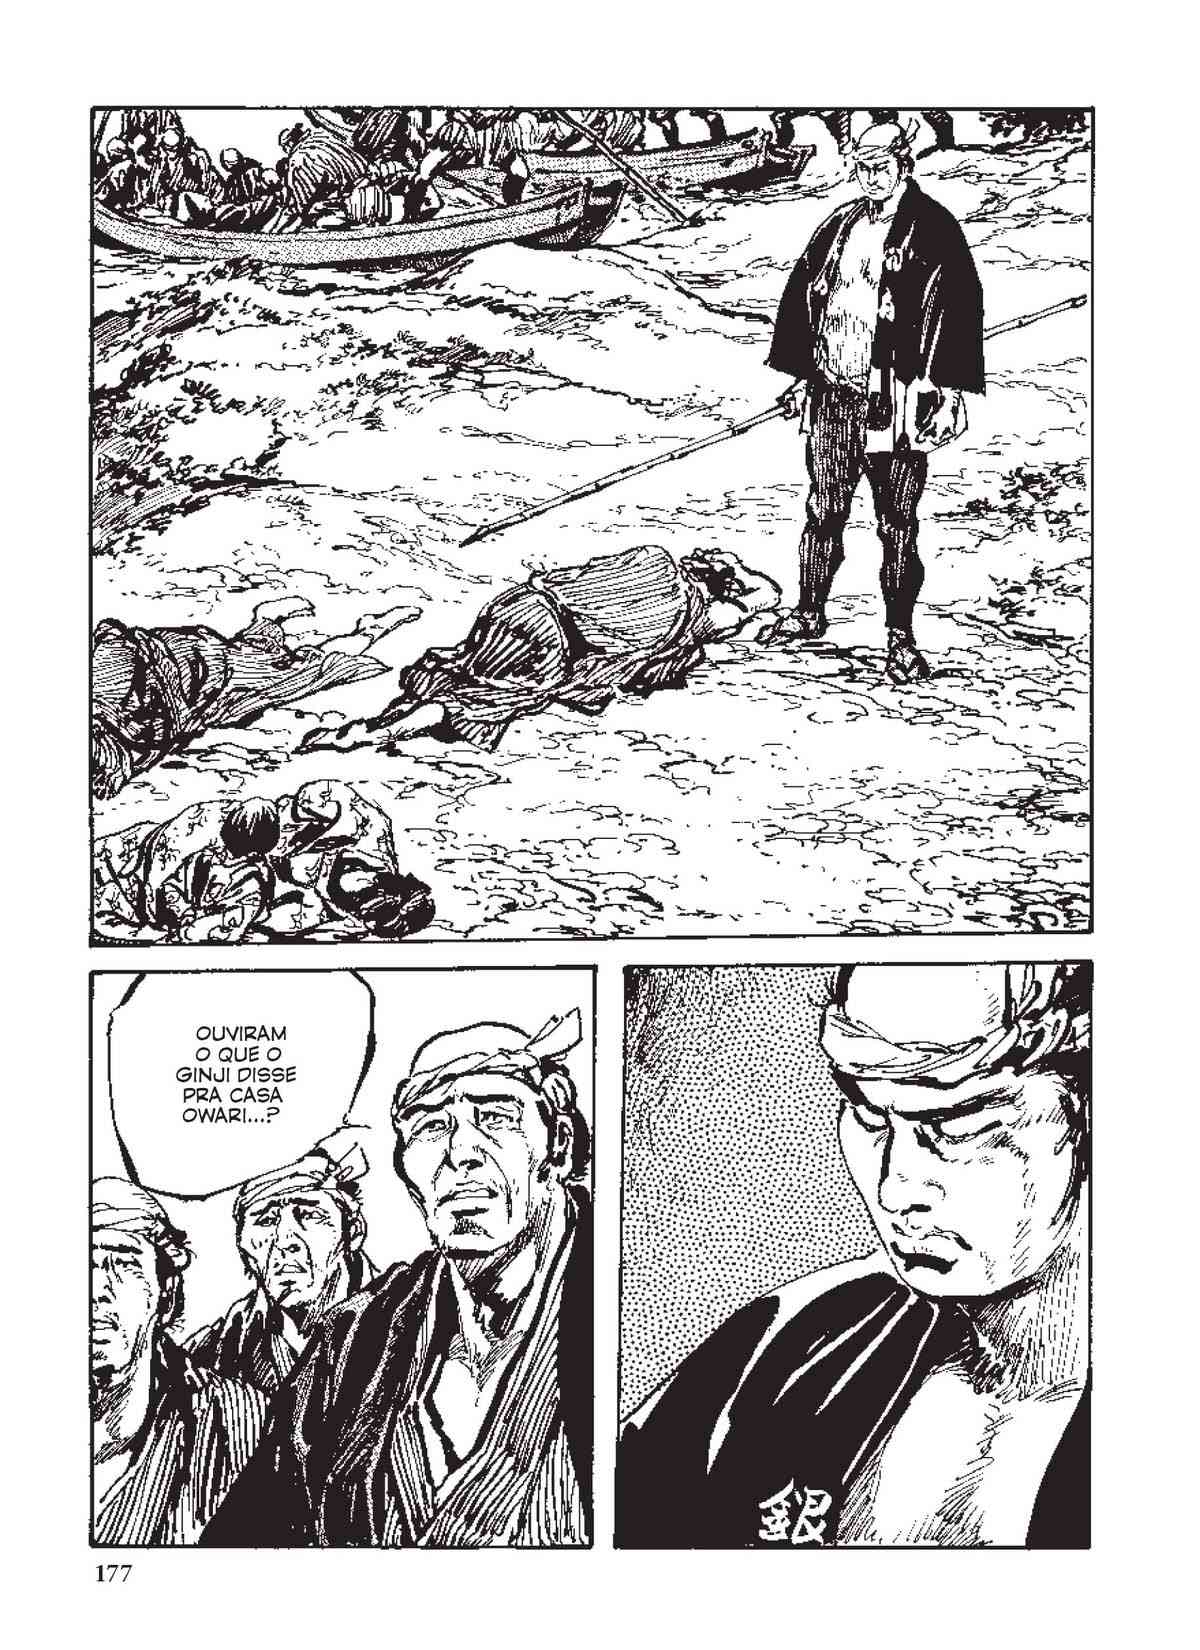 OUVIRAM
O QUE O
GINJI DISSE
PRA CASA
OWARI...?
銀
177